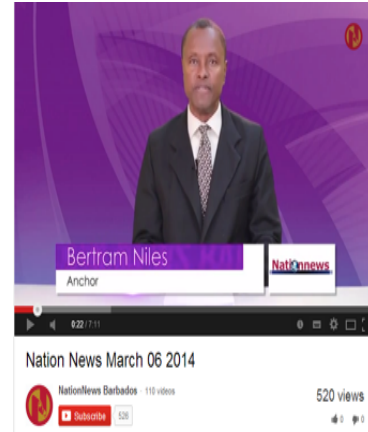 Bertram Niles
Anchor
Nationnews
0:22 / 7:11
Nation News March 06 2014
NationNews Barbados · 110 videos
Subscribe 526
520 views
0 0